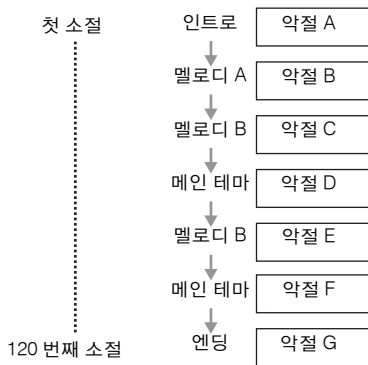 첫 소절 인트로 악절 A
멜로디 A 악절 B
멜로디 B 악절 C
메인 테마 악절 D
멜로디 B 악절 E
메인 테마 악절 F
120 번째 소절 엔딩 악절 G